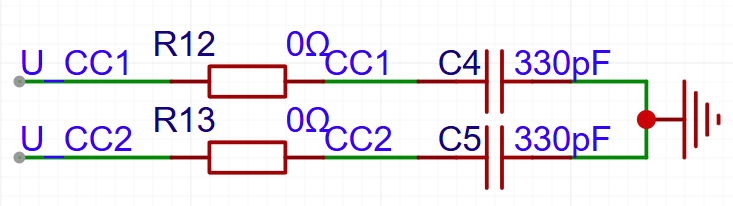 R12 0Ω
U_CC1 CC1 C4 330pF
R13 0Ω
U_CC2 CC2 C5 330pF